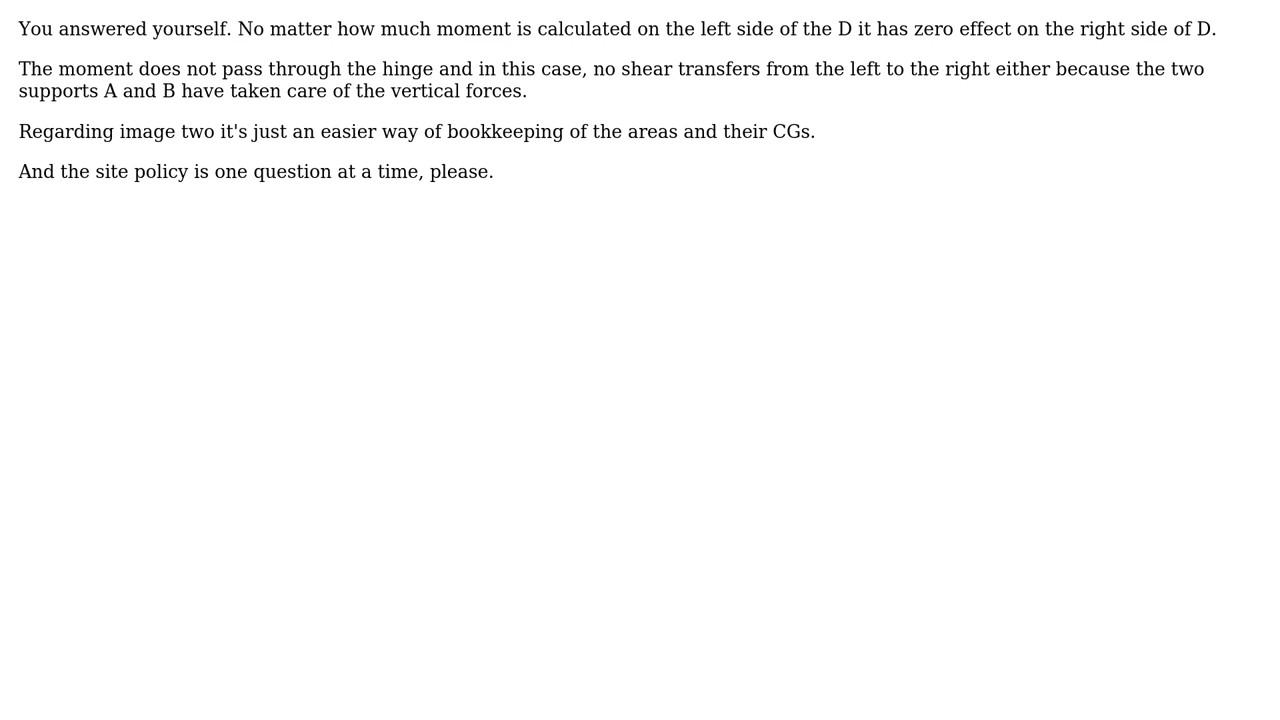 You answered yourself. No matter how much moment is calculated on the left side of the D it has zero effect on the right side of D.
The moment does not pass through the hinge and in this case, no shear transfers from the left to the right either because the two
supports A and B have taken care of the vertical forces.
Regarding image two it's just an easier way of bookkeeping of the areas and their CGs.
And the site policy is one question at a time, please.